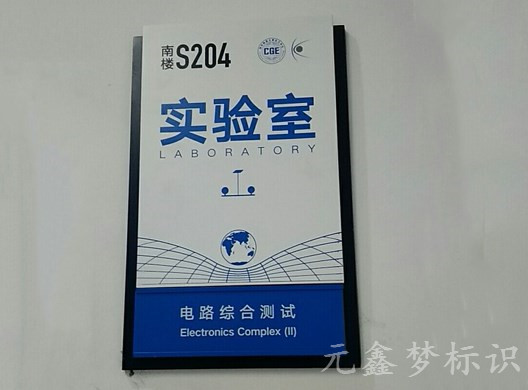 南楼 S204
CGE
实验室
LABORATORY
电路综合测试
Electronics Complex (II)
元鑫梦标识